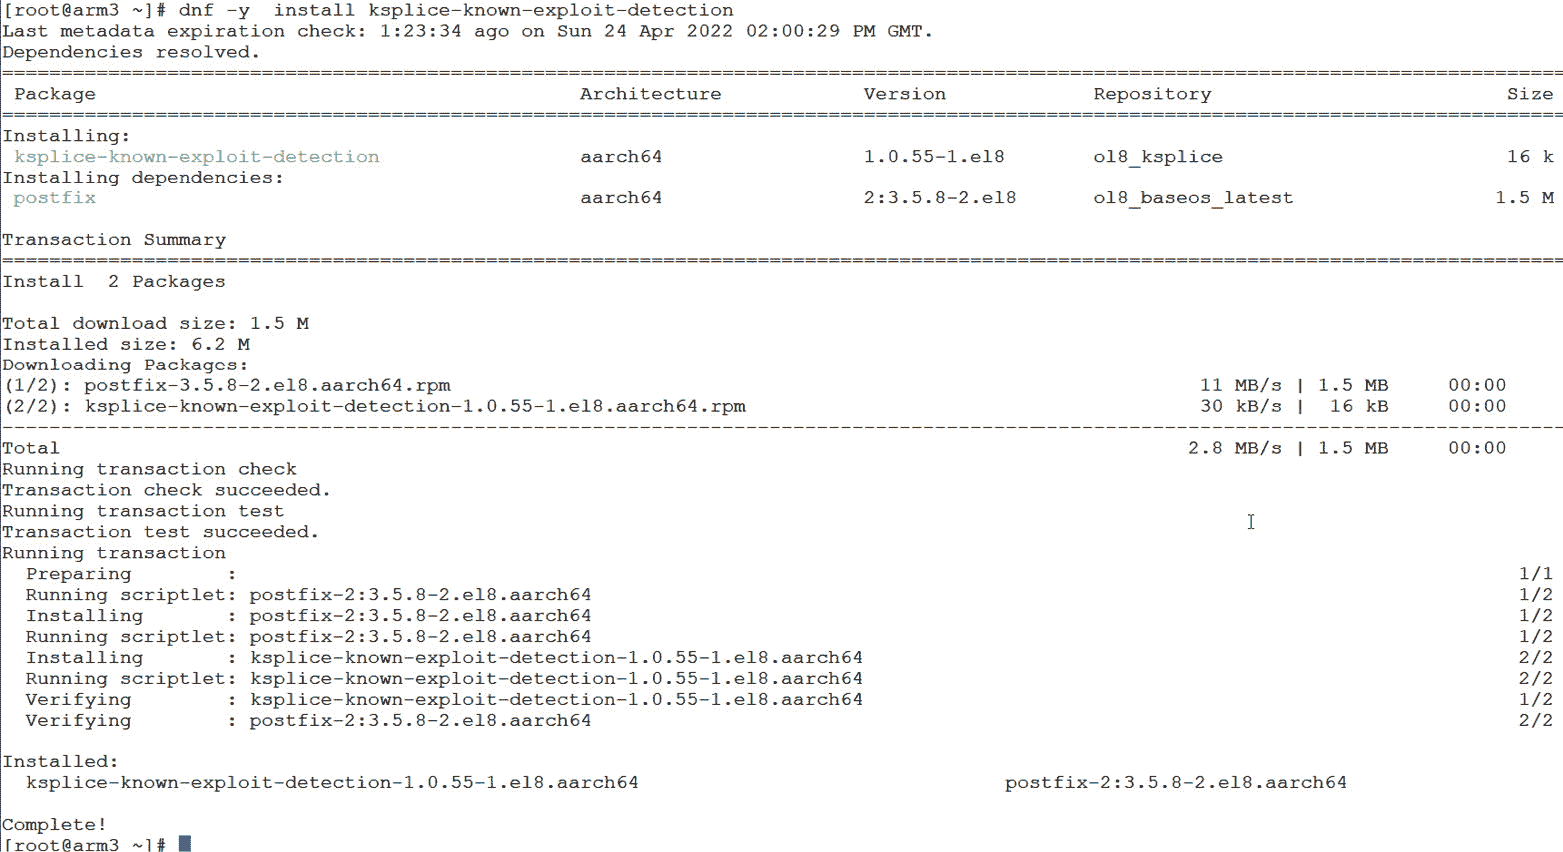 [root@arm3 ~]# dnf -y  install ksplice-known-exploit-detection
Last metadata expiration check: 1:23:34 ago on Sun 24 Apr 2022 02:00:29 PM GMT.
Dependencies resolved.
Package Architecture Version Repository Size
Installing:
ksplice-known-exploit-detection aarch64 1.0.55-1.el8 ol8_ksplice 16 k
Installing dependencies:
postfix aarch64 2:3.5.8-2.el8 ol8_baseos_latest 1.5 M
Transaction Summary
Install  2 Packages
Total download size: 1.5 M
Installed size: 6.2 M
Downloading Packages:
(1/2): postfix-3.5.8-2.el8.aarch64.rpm 11 MB/s | 1.5 MB 00:00
(2/2): ksplice-known-exploit-detection-1.0.55-1.el8.aarch64.rpm 30 kB/s | 16 kB 00:00
Total 2.8 MB/s | 1.5 MB 00:00
Running transaction check
Transaction check succeeded.
Running transaction test
Transaction test succeeded.
Running transaction
Preparing : 1/1
Running scriptlet: postfix-2:3.5.8-2.el8.aarch64 1/2
Installing : postfix-2:3.5.8-2.el8.aarch64 1/2
Running scriptlet: postfix-2:3.5.8-2.el8.aarch64 1/2
Installing : ksplice-known-exploit-detection-1.0.55-1.el8.aarch64 2/2
Running scriptlet: ksplice-known-exploit-detection-1.0.55-1.el8.aarch64 2/2
Verifying : ksplice-known-exploit-detection-1.0.55-1.el8.aarch64 1/2
Verifying : postfix-2:3.5.8-2.el8.aarch64 2/2
Installed:
ksplice-known-exploit-detection-1.0.55-1.el8.aarch64 postfix-2:3.5.8-2.el8.aarch64
Complete!
[root@arm3 ~]#